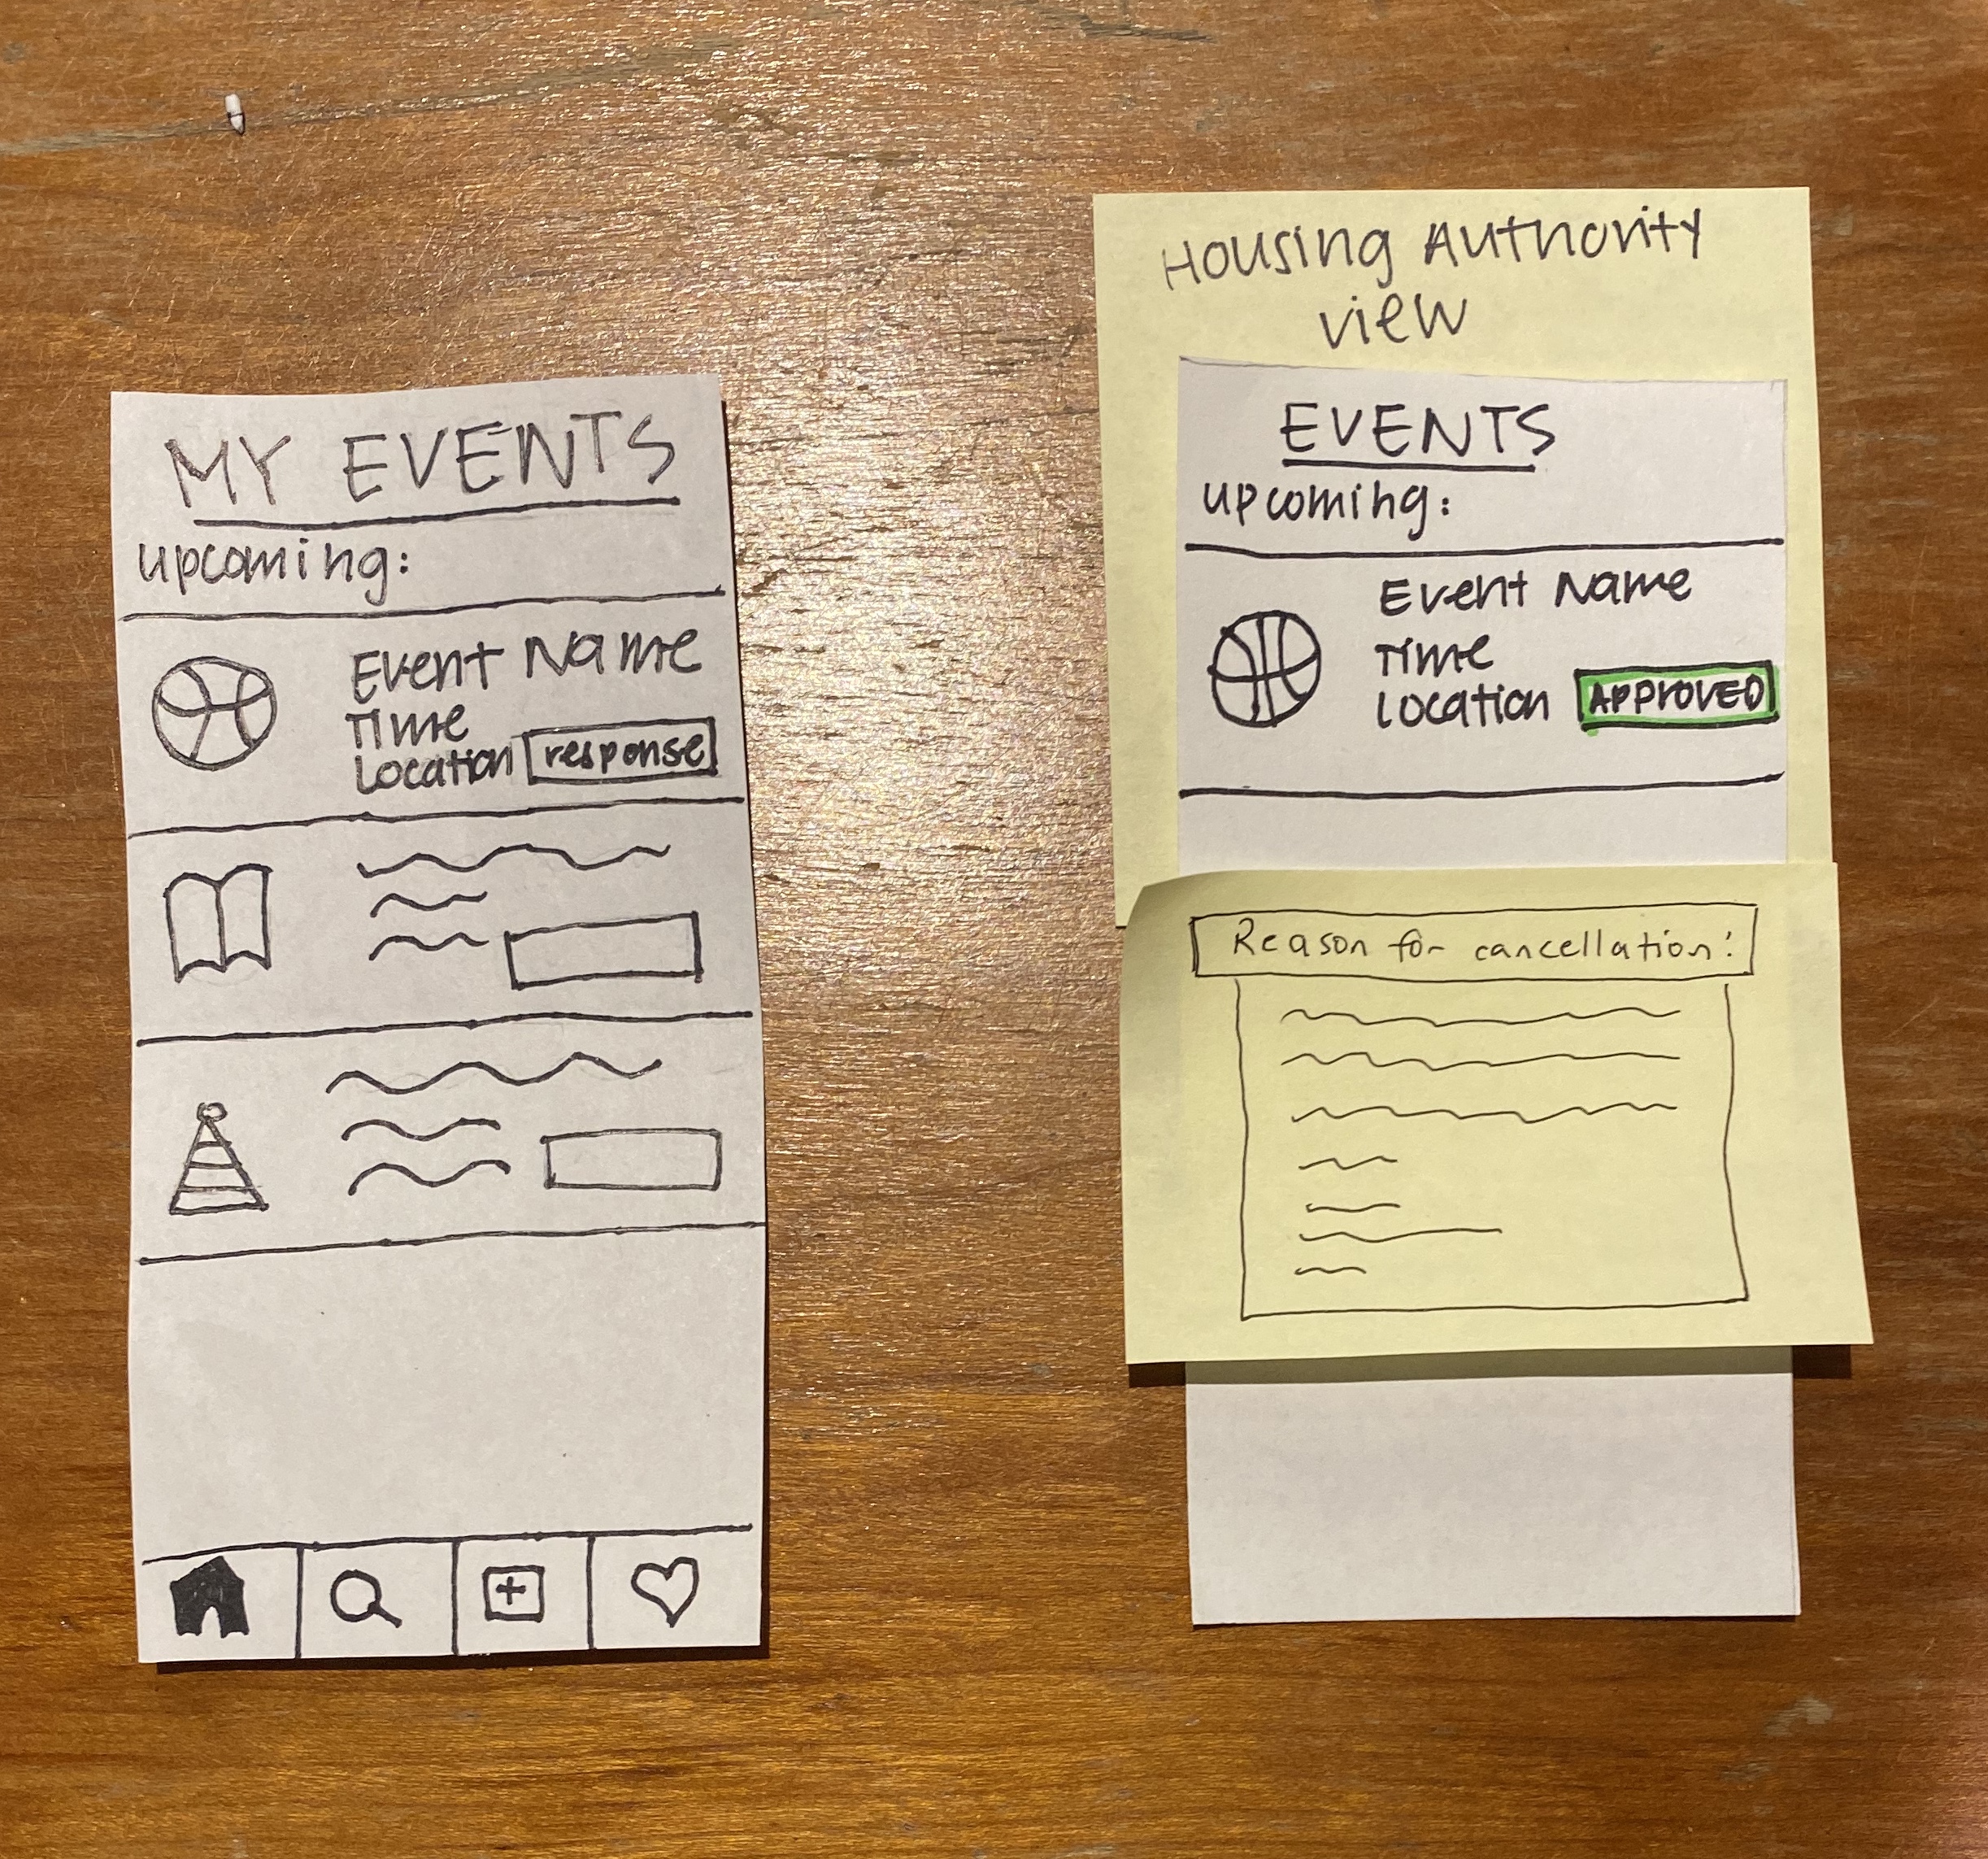 MY EVENTS
upcoming:
Event Name
Time
Location
response
Housing Authority
view
EVENTS
upcoming:
Event Name
Time
Location
APPROVED
Reason for cancellation: